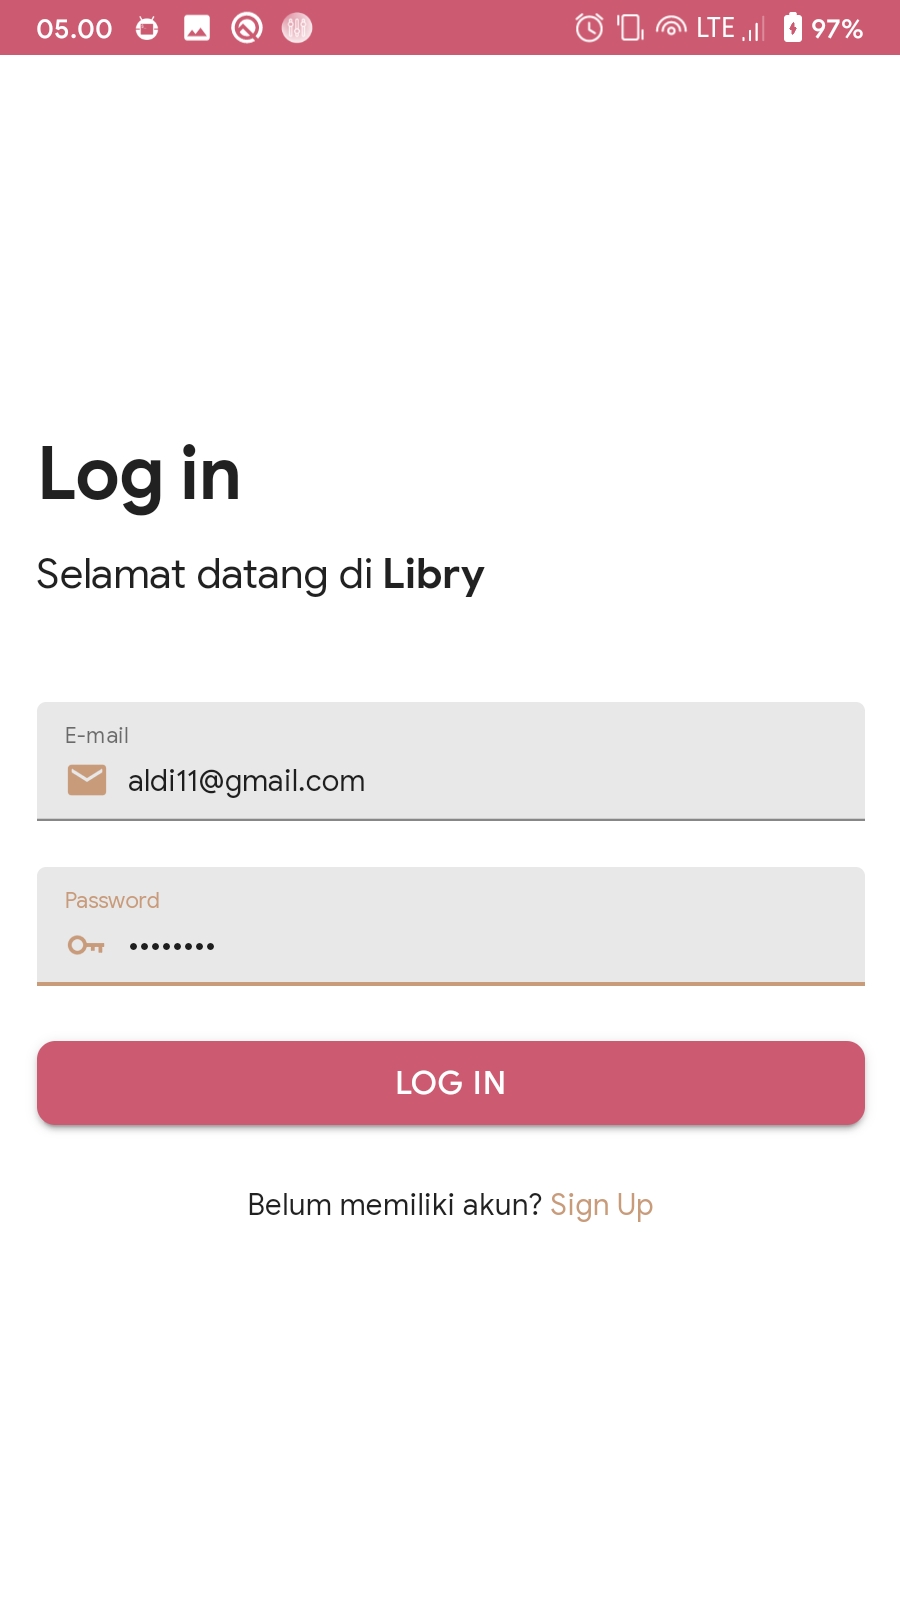 05.00 LTE 97%
Log in
Selamat datang di Libry
E-mail
aldi11@gmail.com
Password
••••••••
LOG IN
Belum memiliki akun? Sign Up